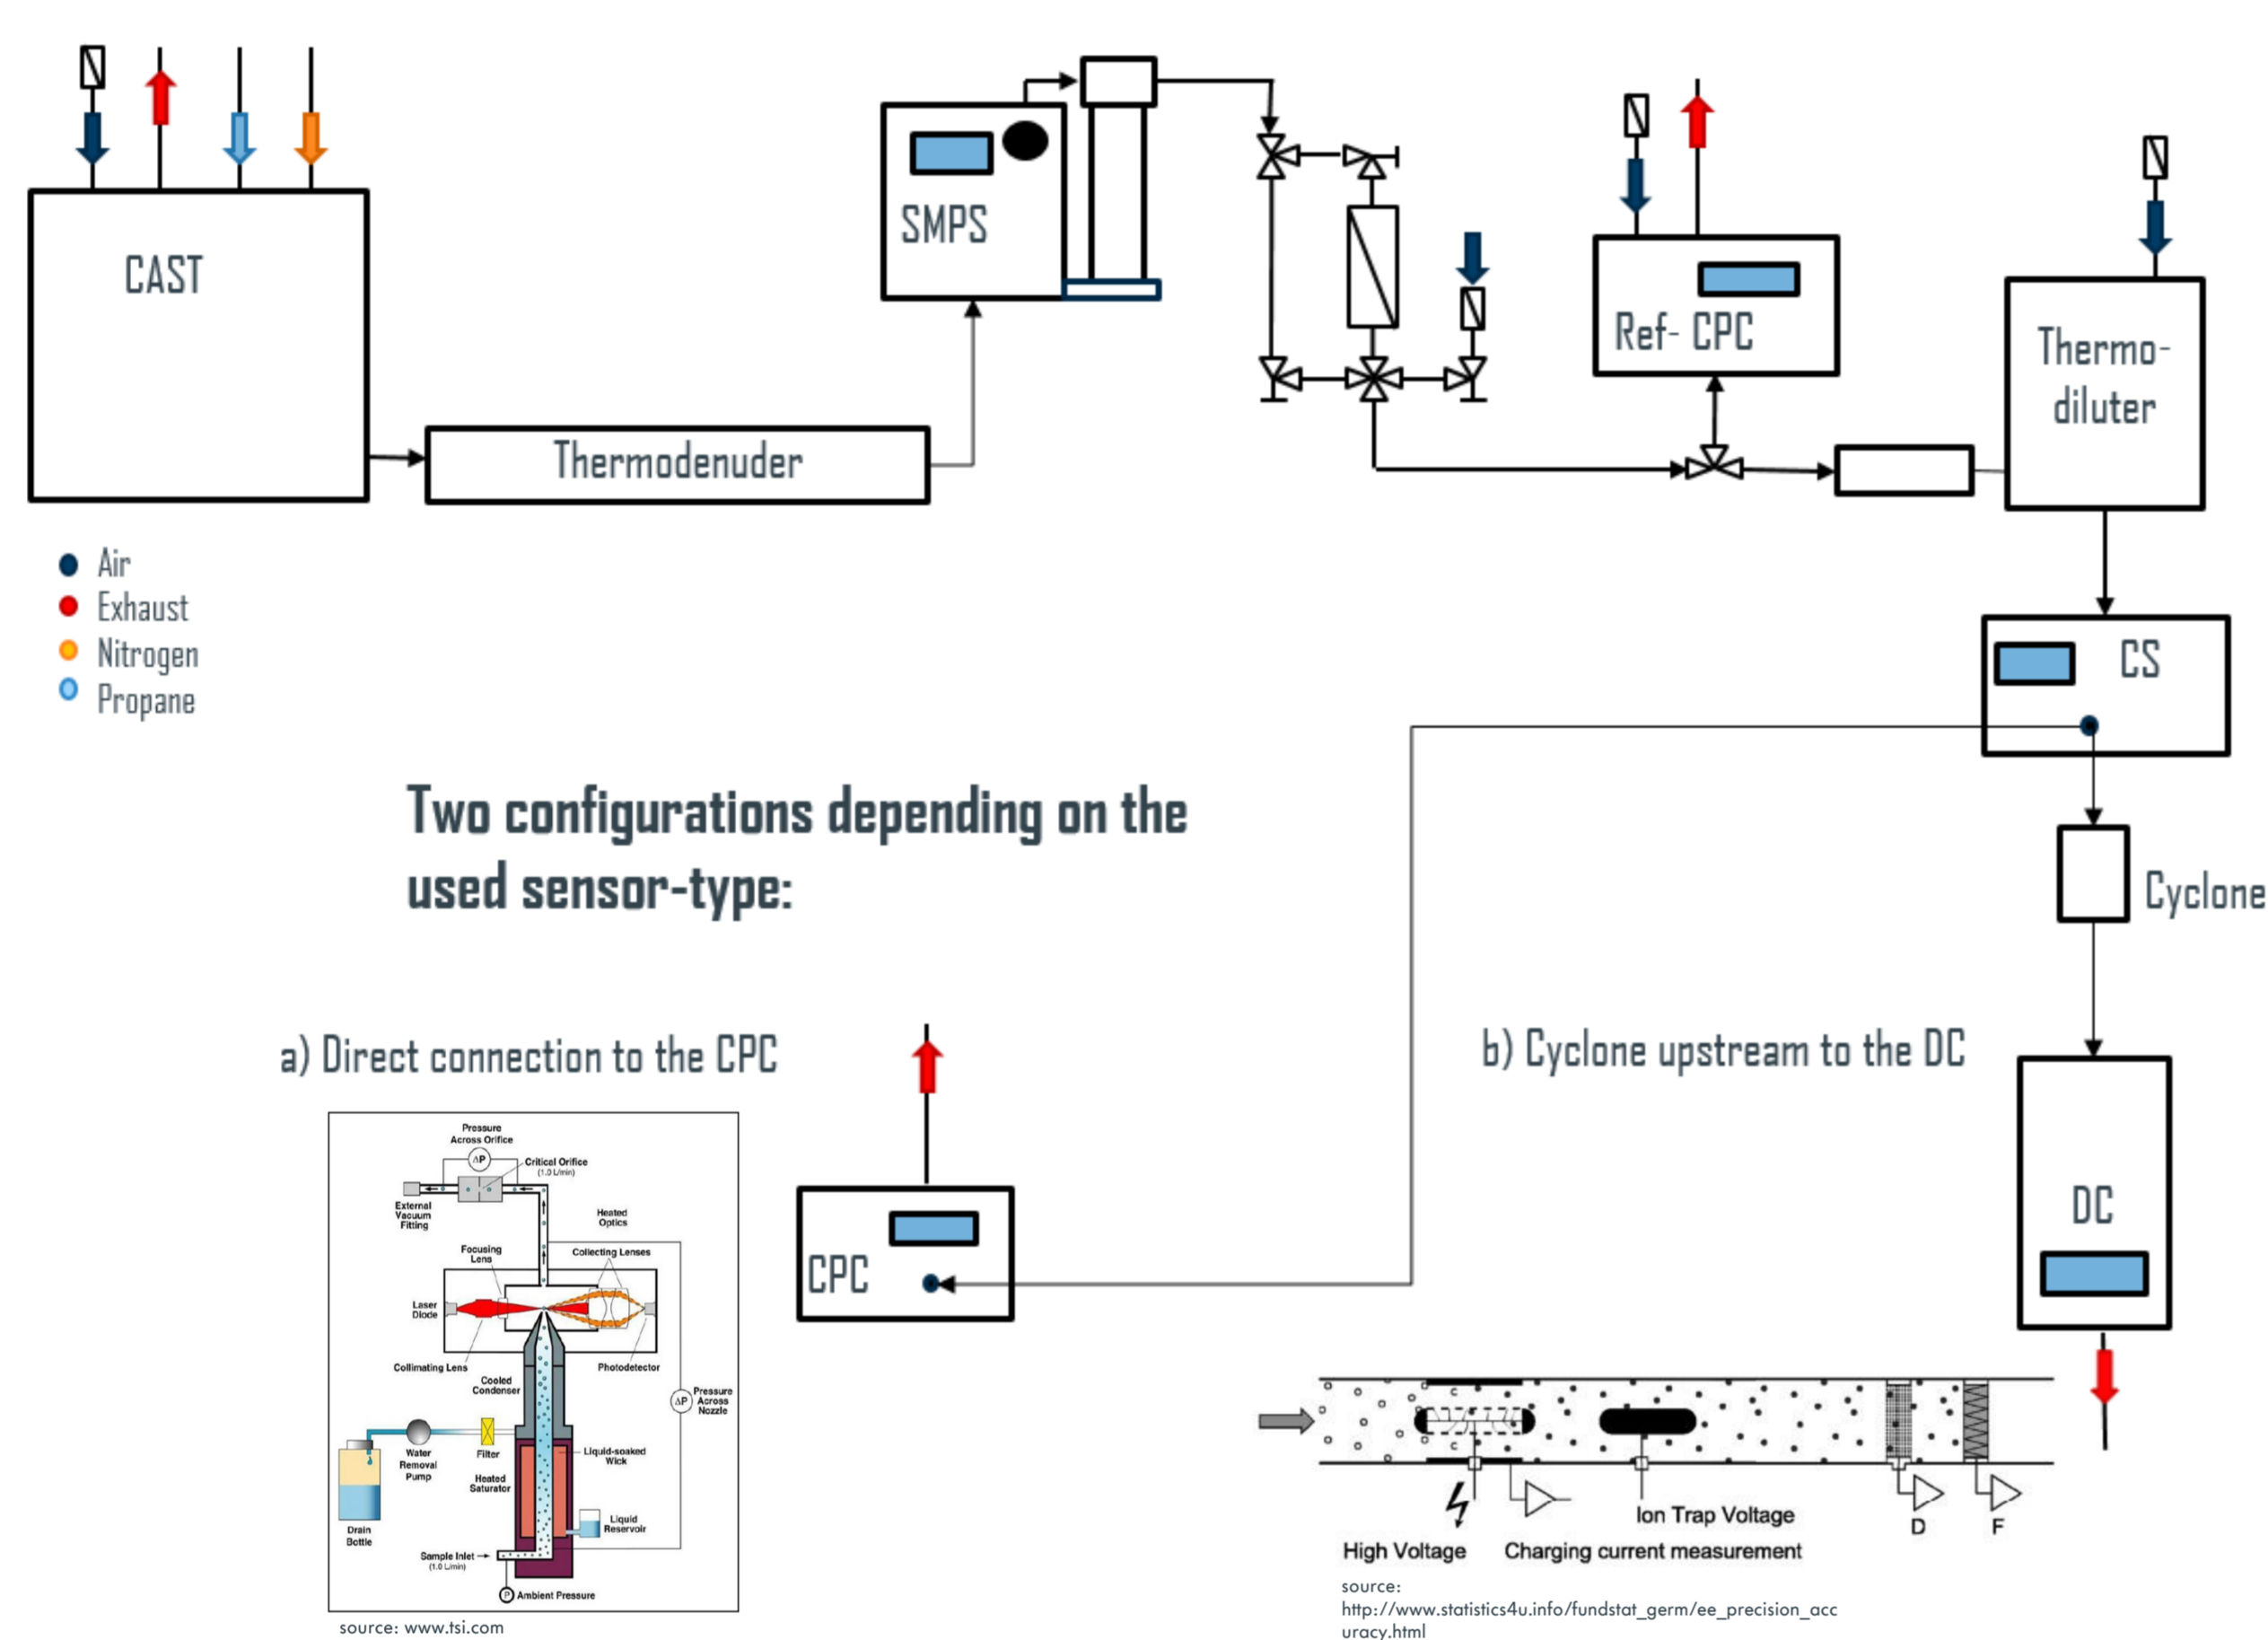 SMPS
CAST
Ref- CPC
Thermo-
diluter
Thermodenuder
Air
Exhaust
Nitrogen
Propane
CS
Two configurations depending on the
used sensor-type:
Cyclone
a) Direct connection to the CPC
b) Cyclone upstream to the DC
DC
CPC
Pressure
Across Orifice
ΔP
Critical Orifice
(1.0 L/min)
External
Vacuum
Fitting
Heated
Optics
Focusing
Lens
Collecting Lenses
Laser
Diode
Collimating Lens
Photodetector
Cooled
Condenser
ΔP
Pressure
Across
Nozzle
Water
Removal
Pump
Filter
Liquid-soaked
Wick
Heated
Saturator
Liquid
Reservoir
Drain
Bottle
Sample Inlet
(1.0 L/min)
P
Ambient Pressure
source: www.tsi.com
Ion Trap Voltage
D
F
High Voltage
Charging current measurement
source:
http://www.statistics4u.info/fundstat_germ/ee_precision_acc
uracy.html